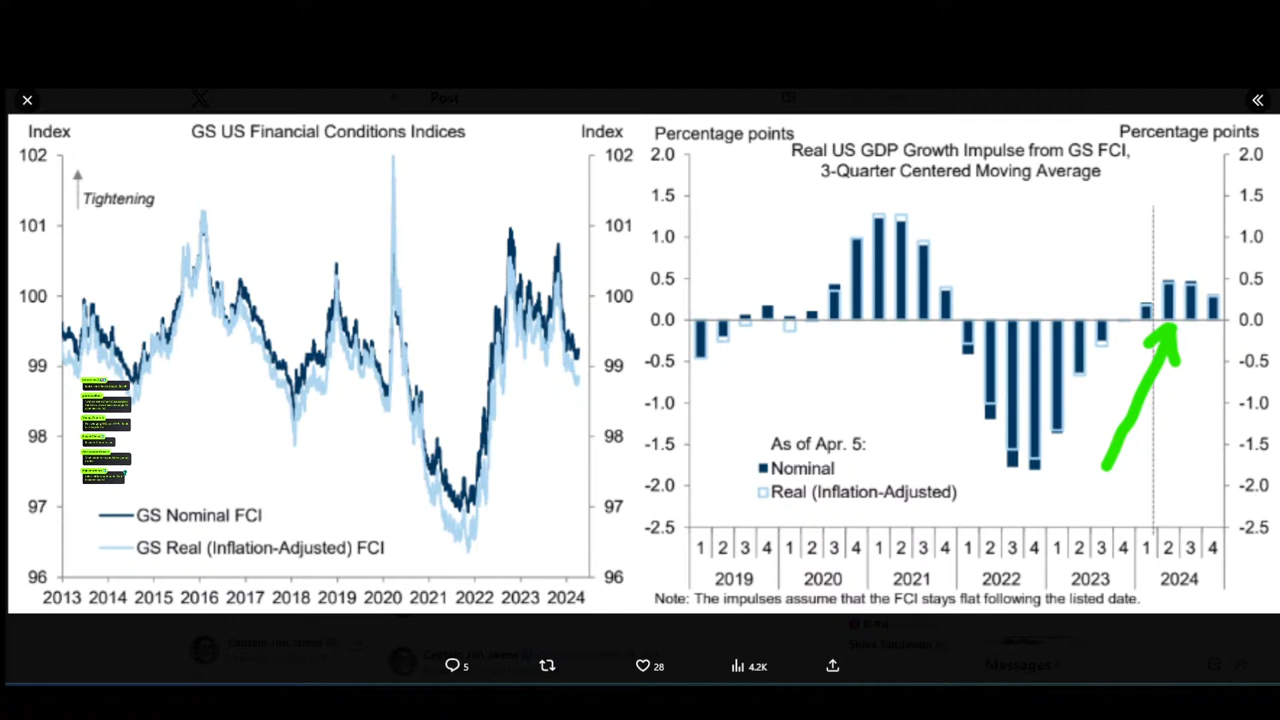 Post
Index
GS US Financial Conditions Indices
Index
102
101
100
99
98
97
96
Tightening
102
101
100
99
98
97
96
GS Nominal FCI
GS Real (Inflation-Adjusted) FCI
2013 2014 2015 2016 2017 2018 2019 2020 2021 2022 2023 2024
Percentage points
Percentage points
Real US GDP Growth Impulse from GS FCI,
3-Quarter Centered Moving Average
2.0
1.5
1.0
0.5
0.0
-0.5
-1.0
-1.5
-2.0
-2.5
2.0
1.5
1.0
0.5
0.0
-0.5
-1.0
-1.5
-2.0
-2.5
As of Apr. 5:
Nominal
Real (Inflation-Adjusted)
1 2 3 4 1 2 3 4 1 2 3 4 1 2 3 4 1 2 3 4 1 2 3 4
2019 2020 2021 2022 2023 2024
Note: The impulses assume that the FCI stays flat following the listed date.
Captain Jon James
5
28
4.2K
Messages